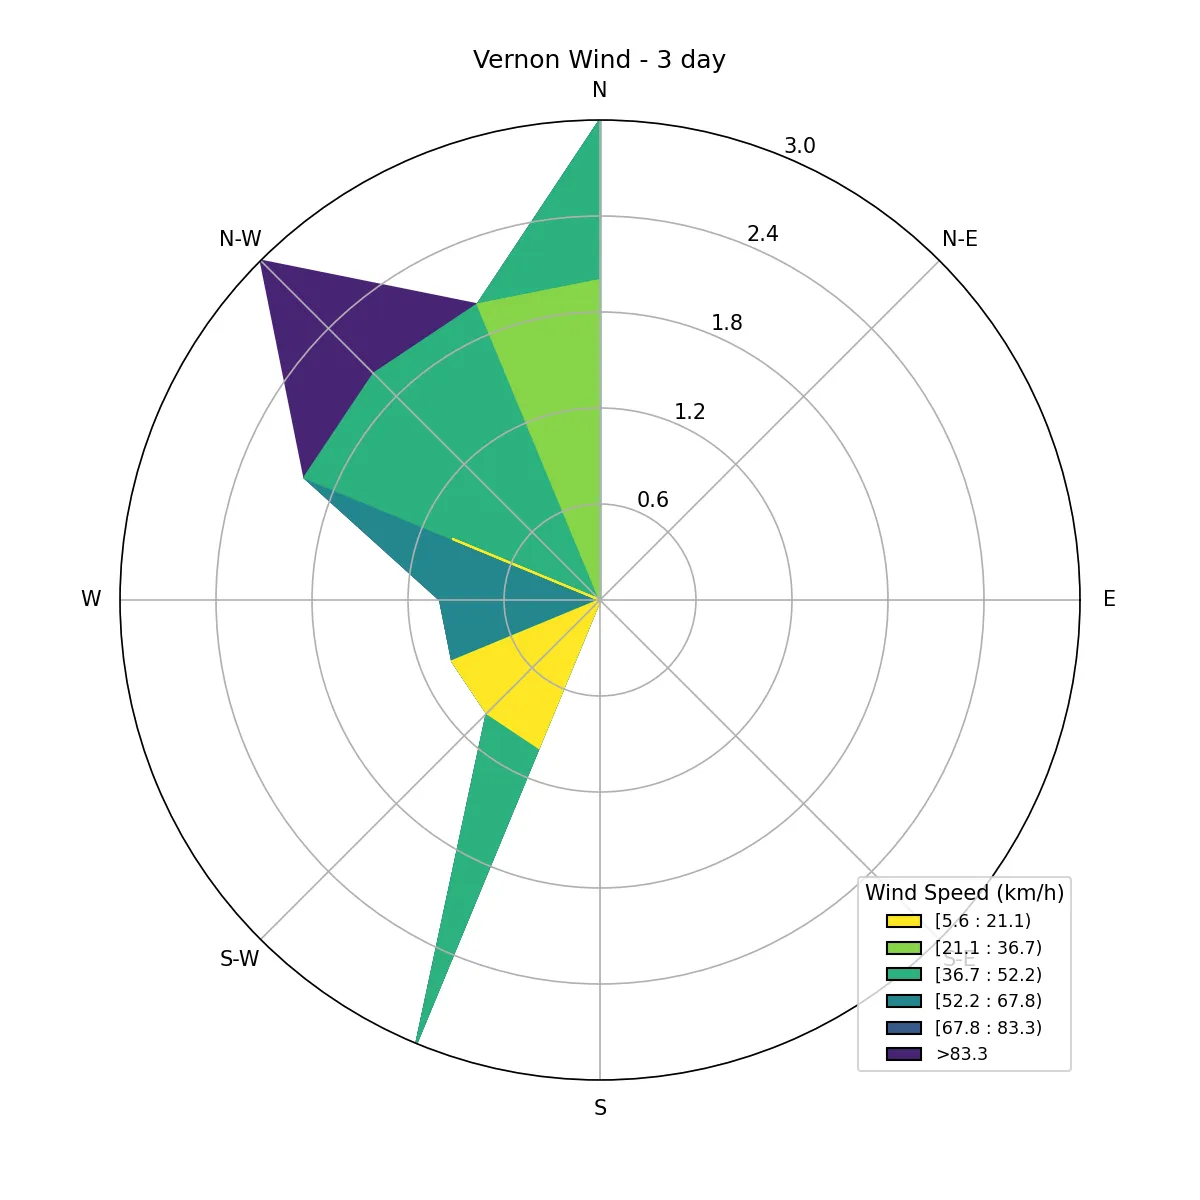 Vernon Wind - 3 day
N
3.0
2.4
N-W
N-E
1.8
1.2
0.6
W
E
Wind Speed (km/h)
[5.6 : 21.1)
[21.1 : 36.7)
S-W
S-E
[36.7 : 52.2)
[52.2 : 67.8)
[67.8 : 83.3)
>83.3
S